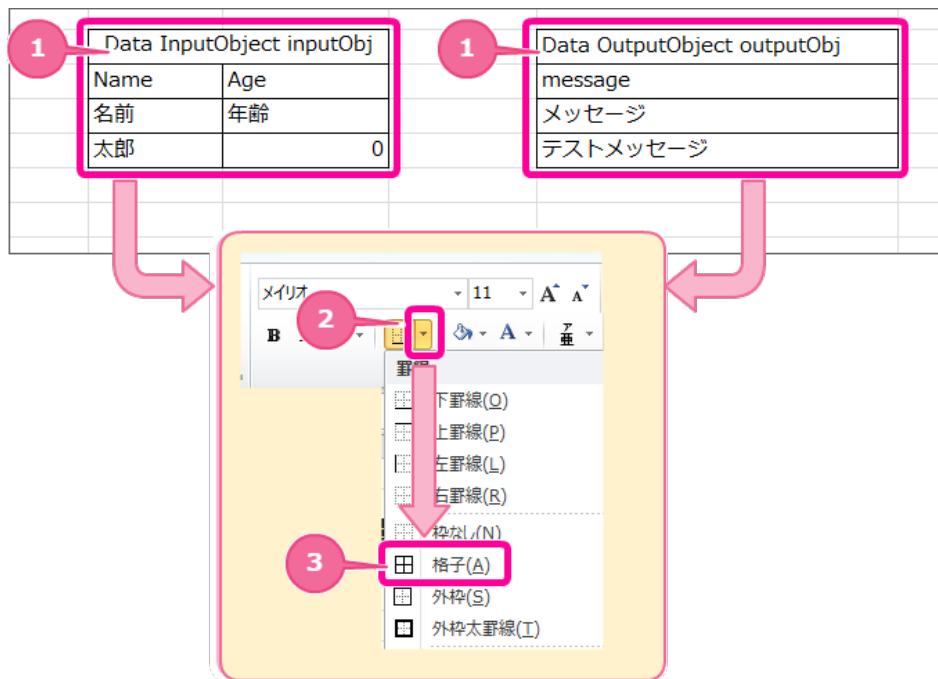 1
Data InputObject inputObj
Name Age
名前 年齢
太郎 0
1
Data OutputObject outputObj
message
メッセージ
テストメッセージ
メイリオ 11 A A
2
B A ア亜
下罫線(O)
上罫線(P)
左罫線(L)
右罫線(R)
枠なし(N)
3
格子(A)
外枠(S)
外枠太罫線(T)